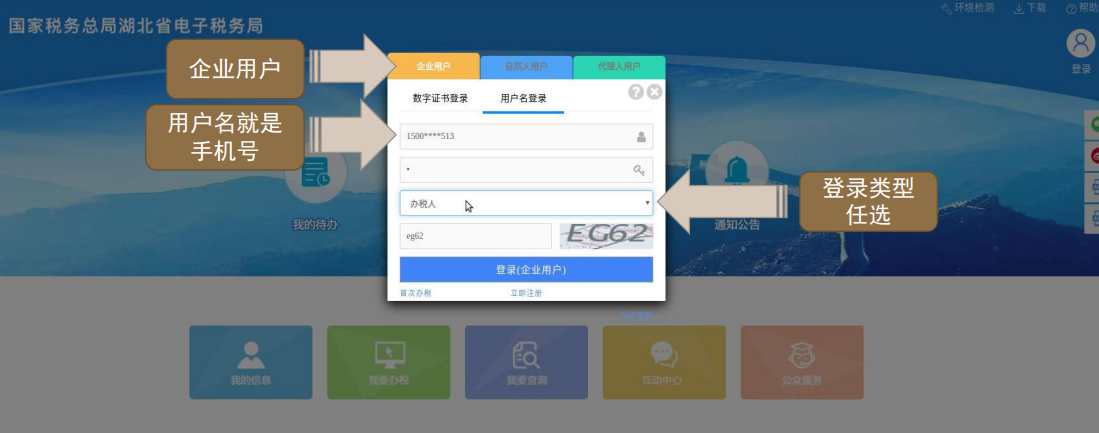 环境检测
下载
帮助
国家税务总局湖北省电子税务局
登录
企业用户
用户名就是
手机号
企业用户
自然人用户
代理人用户
数字证书登录
用户名登录
1500****513
办税人
eg62
EG62
登录(企业用户)
首次办税
立即注册
登录类型
任选
我的待办
通知公告
我的信息
我要办税
我要查询
互动中心
公众服务